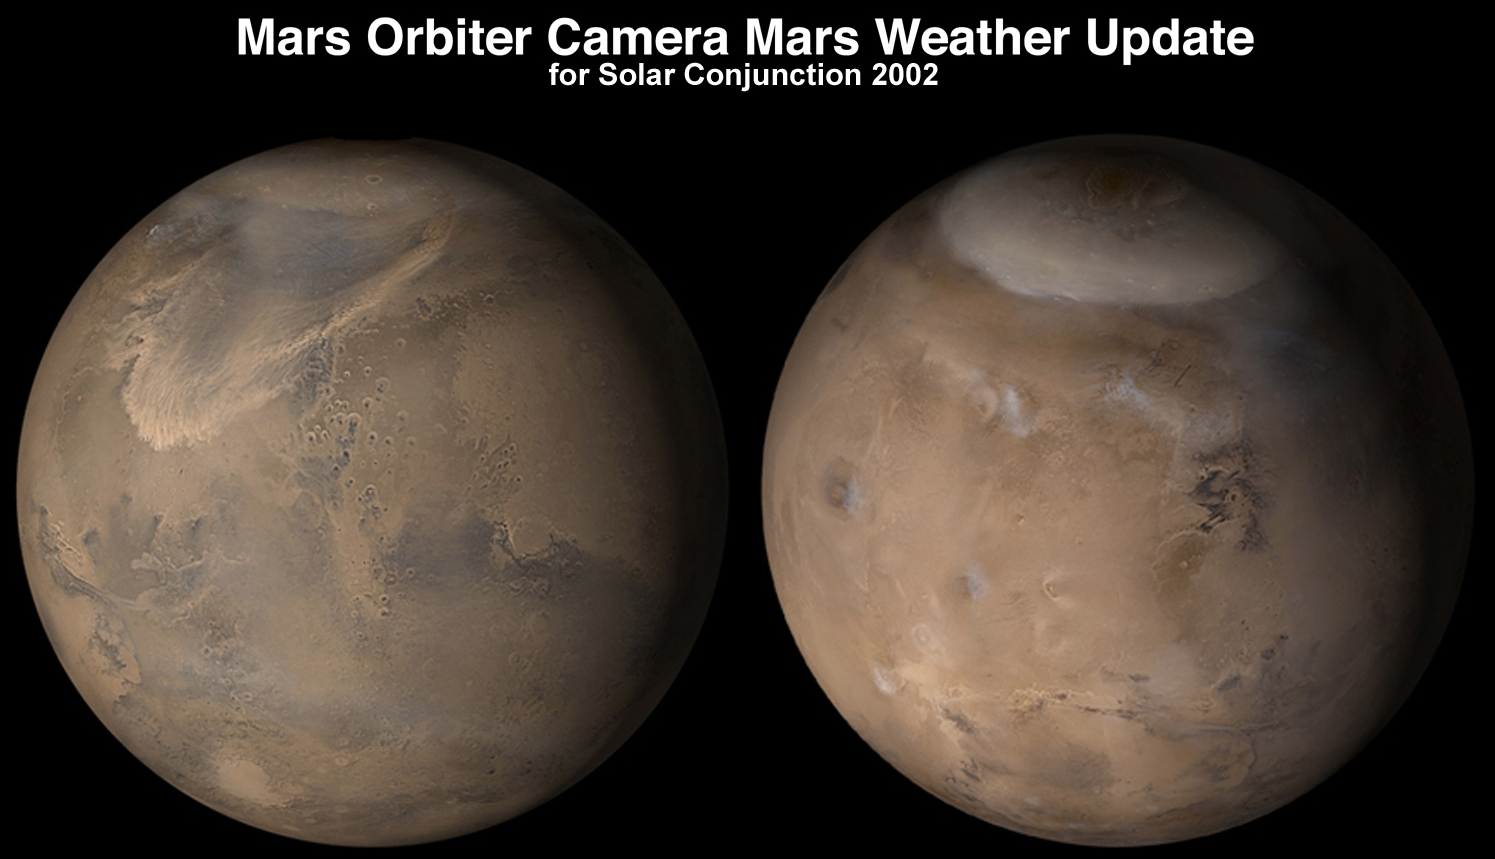 Mars Orbiter Camera Mars Weather Update
for Solar Conjunction 2002